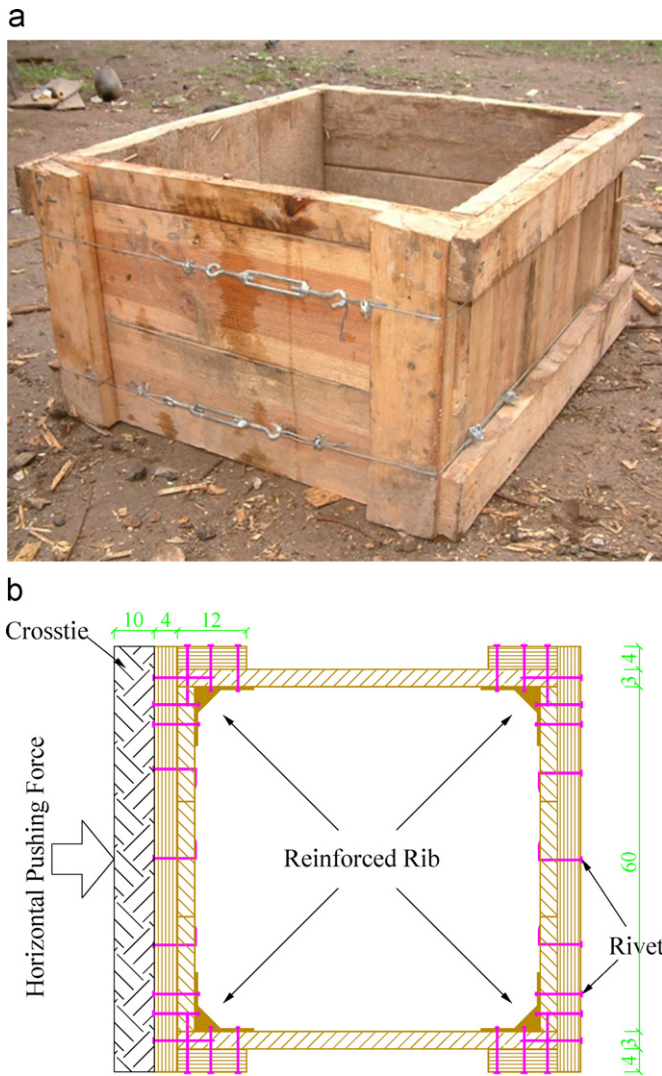 a
b
10 4 12
Crosstie
4
3
Horizontal Pushing Force
Reinforced Rib
60
Rivet
3
4